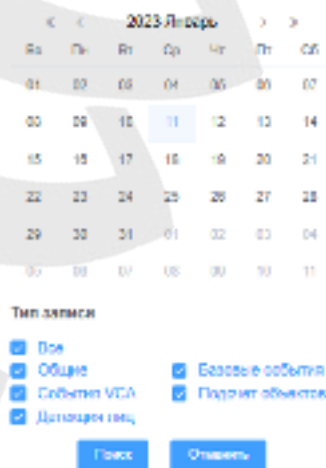 « < 2023 Январь > »
Вс Пн Вт Ср Чт Пт Сб
01 02 03 04 05 06 07
08 09 10 11 12 13 14
15 16 17 18 19 20 21
22 23 24 25 26 27 28
29 30 31 01 02 03 04
05 06 07 08 09 10 11
Тип записи
Все
Общие Базовые события
События VCA Подсчет объектов
Детекция лиц
Поиск Отменить